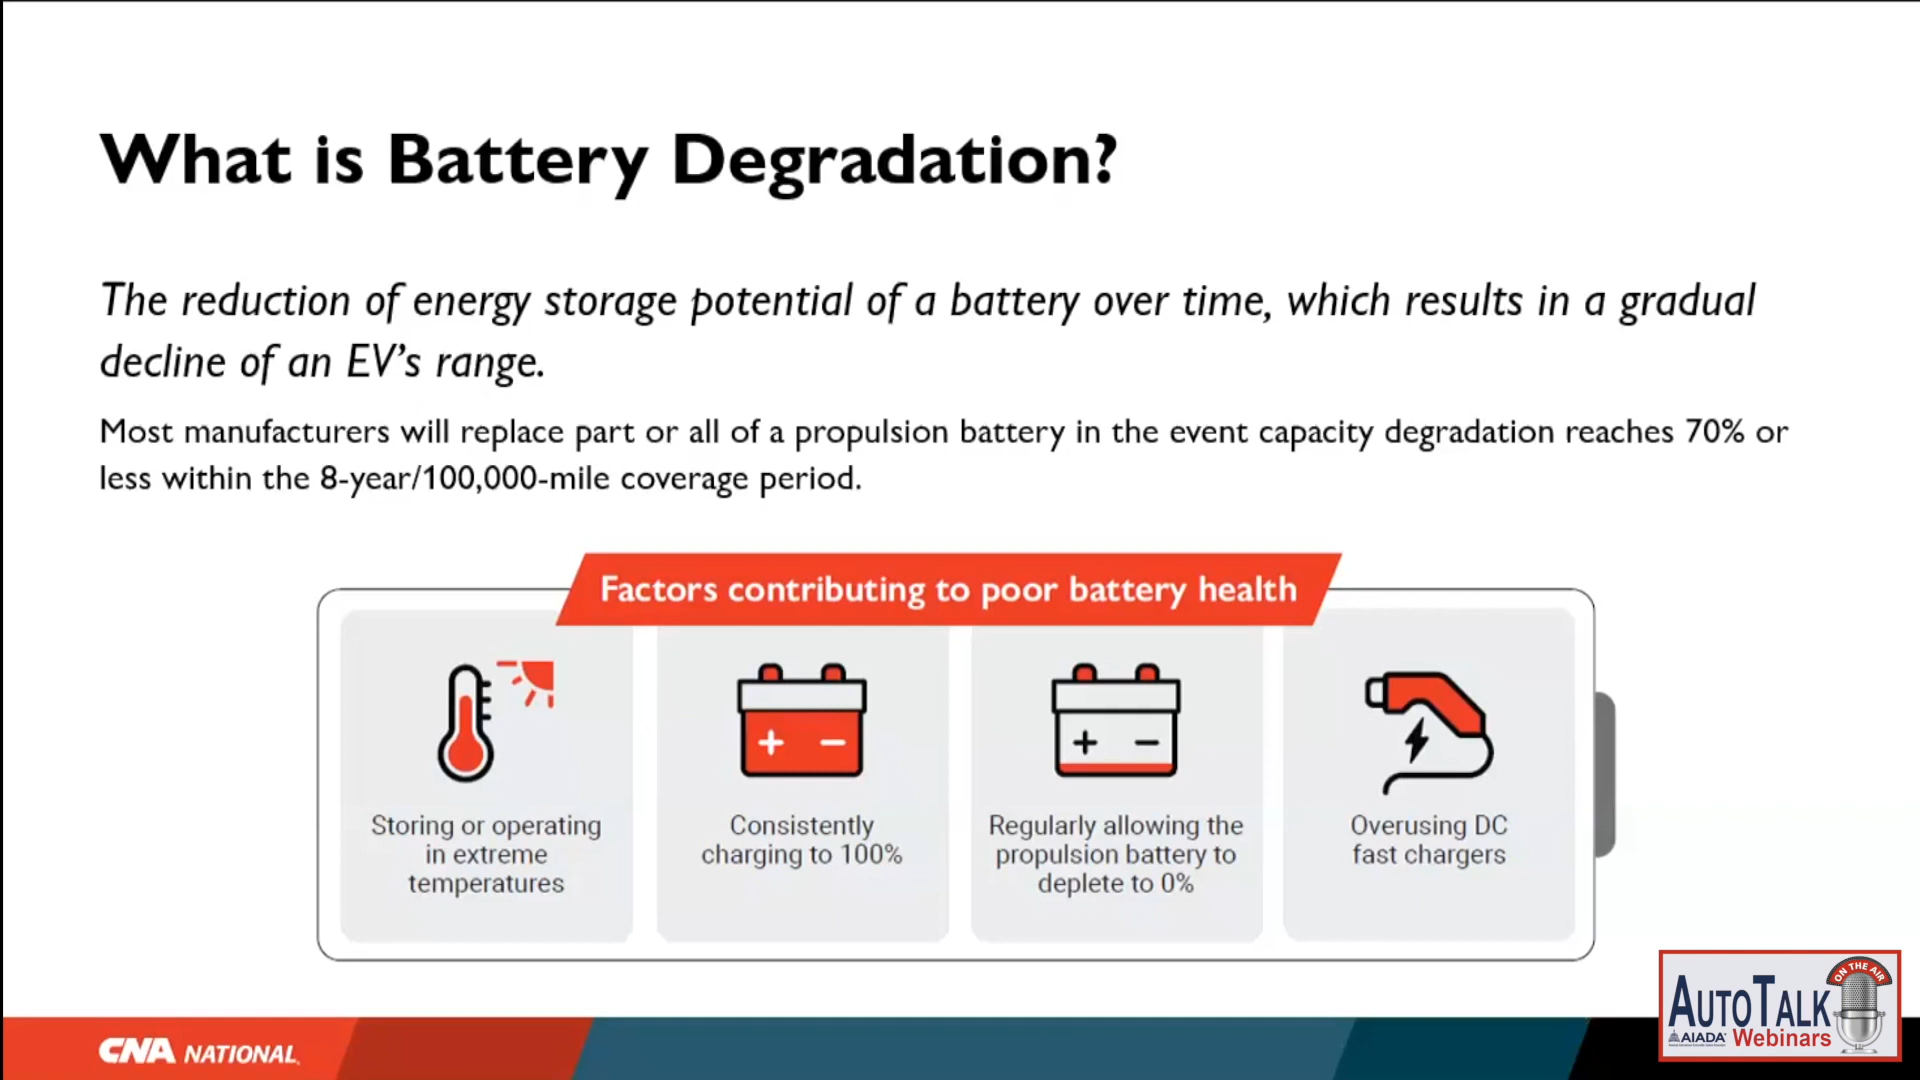 What is Battery Degradation?
The reduction of energy storage potential of a battery over time, which results in a gradual
decline of an EV's range.
Most manufacturers will replace part or all of a propulsion battery in the event capacity degradation reaches 70% or
less within the 8-year/100,000-mile coverage period.
Factors contributing to poor battery health
Storing or operating
in extreme
temperatures
Consistently
charging to 100%
Regularly allowing the
propulsion battery to
deplete to 0%
Overusing DC
fast chargers
CNA NATIONAL
ON THE AIR
AUTOTALK
AIADA Webinars